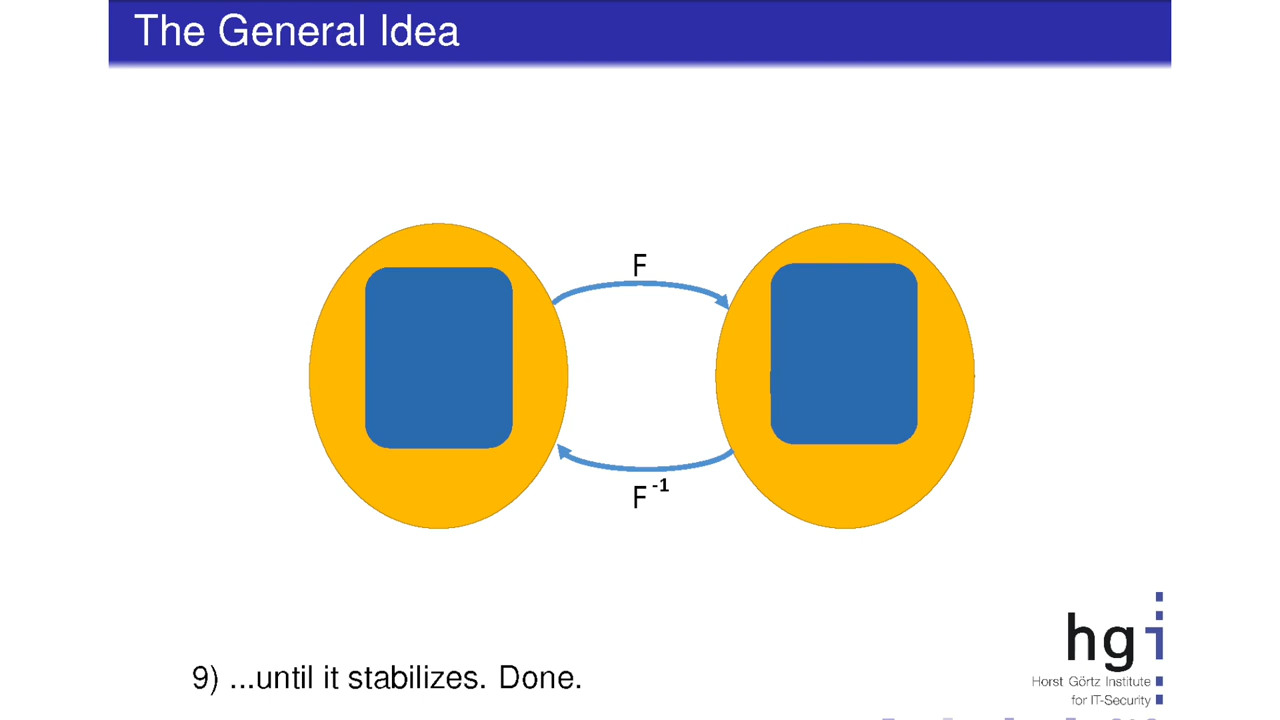 The General Idea
F
F -1
9) ...until it stabilizes. Done.
hgi
Horst Görtz Institute
for IT-Security